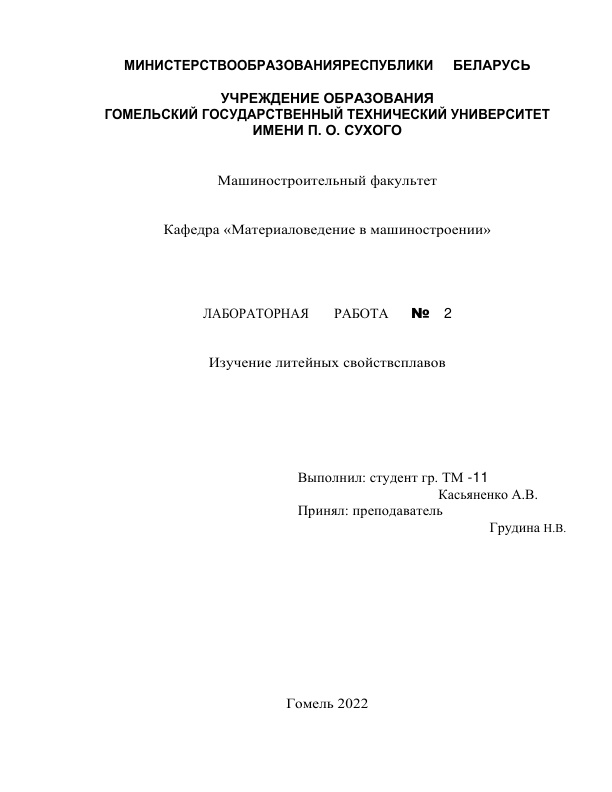 МИНИСТЕРСТВООБРАЗОВАНИЯРЕСПУБЛИКИ БЕЛАРУСЬ
УЧРЕЖДЕНИЕ ОБРАЗОВАНИЯ
ГОМЕЛЬСКИЙ ГОСУДАРСТВЕННЫЙ ТЕХНИЧЕСКИЙ УНИВЕРСИТЕТ
ИМЕНИ П. О. СУХОГО
Машиностроительный факультет
Кафедра «Материаловедение в машиностроении»
ЛАБОРАТОРНАЯ РАБОТА № 2
Изучение литейных свойствсплавов
Выполнил: студент гр. ТМ -11
Касьяненко А.В.
Принял: преподаватель
Грудина Н.В.
Гомель 2022